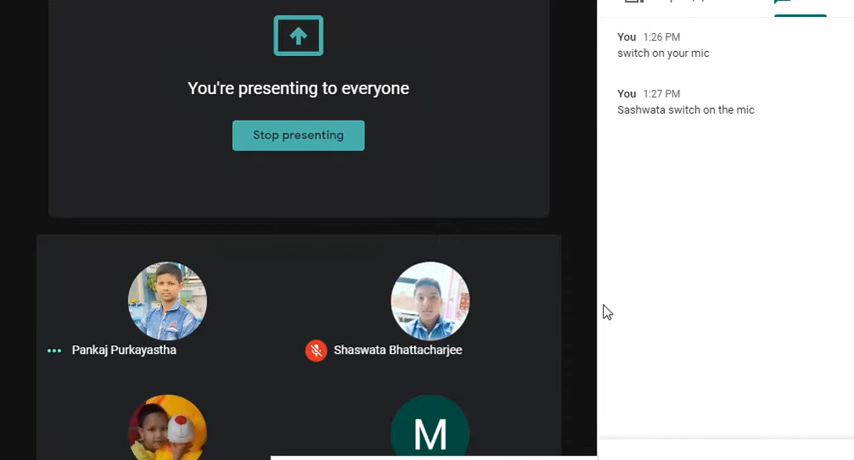 You're presenting to everyone
Stop presenting
Pankaj Purkayastha
Shaswata Bhattacharjee
M
You 1:26 PM
switch on your mic
You 1:27 PM
Sashwata switch on the mic